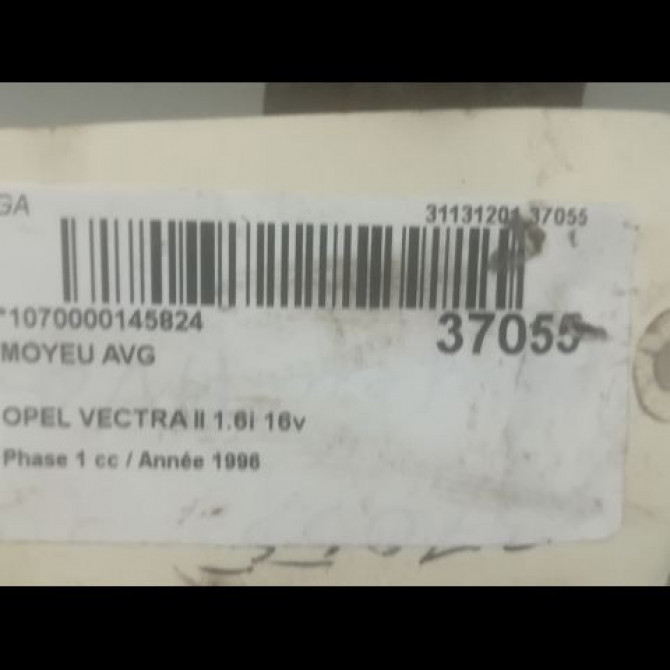 GA
31131201 37055
*1070000145824
37055
MOYEU AVG
OPEL VECTRA II 1.6i 16v
Phase 1 cc / Année 1996